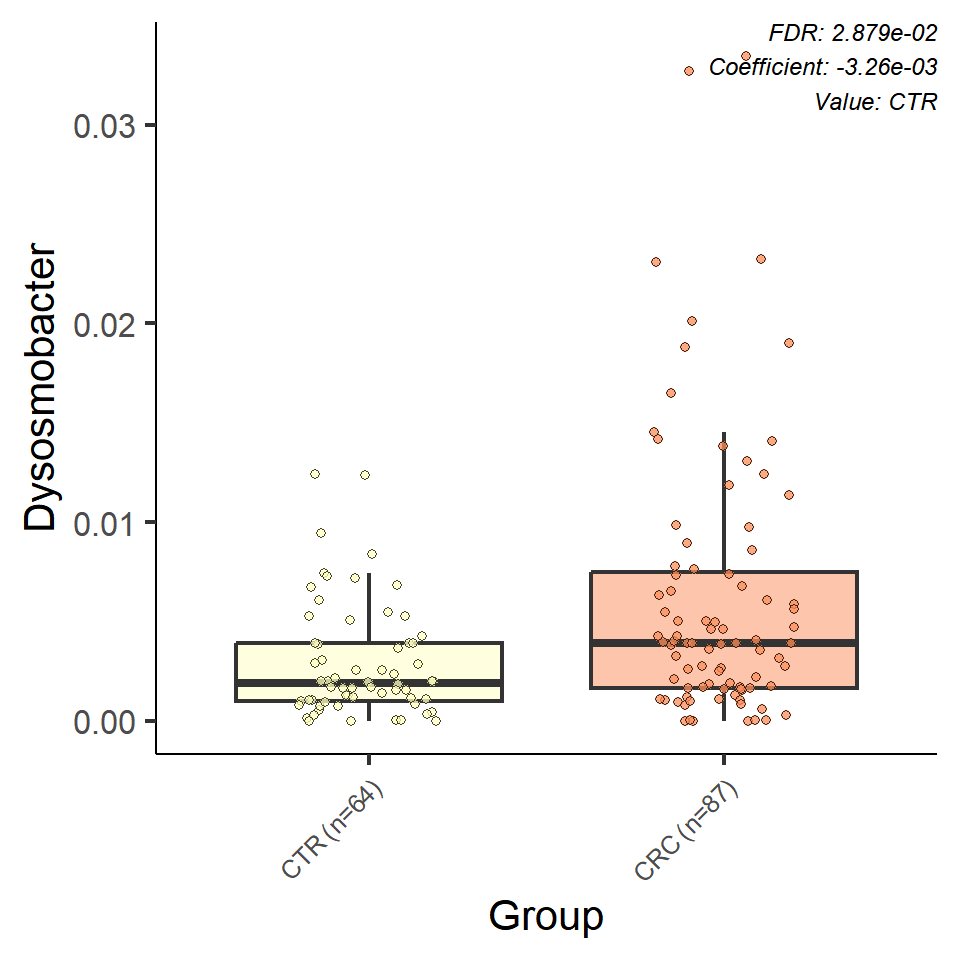 FDR: 2.879e-02
Coefficient: -3.26e-03
Value: CTR
Dysosmobacter
0.03
0.02
0.01
0.00
CTR (n=64)
CRC (n=87)
Group